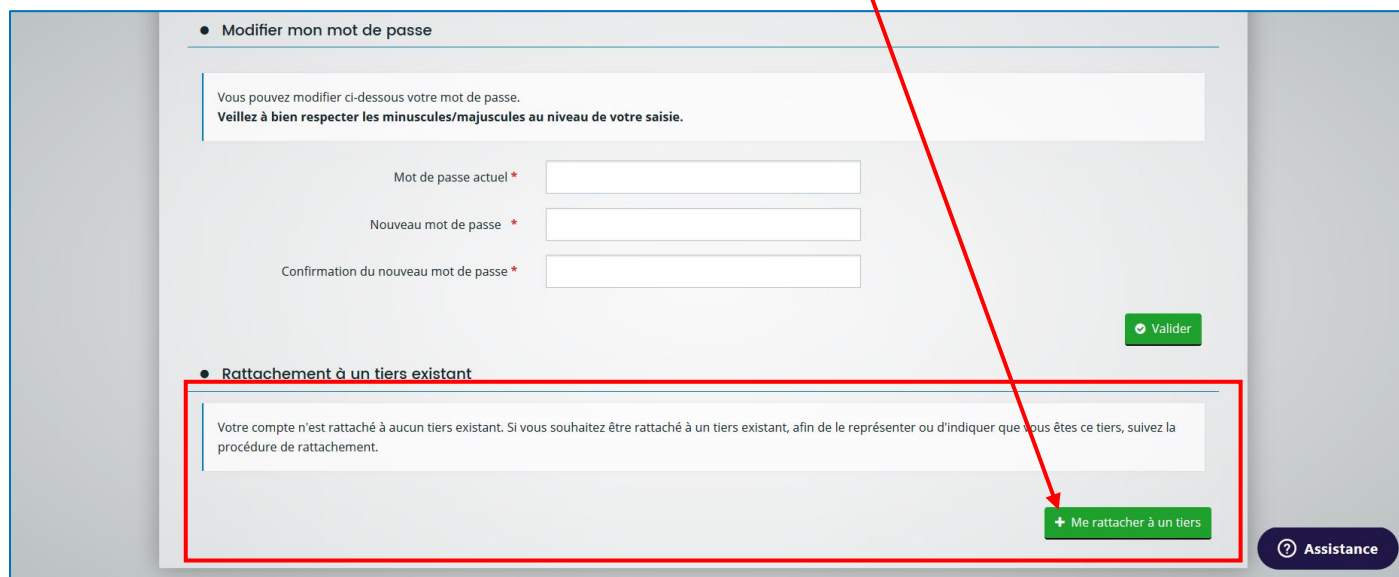 Modifier mon mot de passe
Vous pouvez modifier ci-dessous votre mot de passe.
Veillez à bien respecter les minuscules/majuscules au niveau de votre saisie.
Mot de passe actuel *
Nouveau mot de passe *
Confirmation du nouveau mot de passe *
Valider
Rattachement à un tiers existant
Votre compte n'est rattaché à aucun tiers existant. Si vous souhaitez être rattaché à un tiers existant, afin de le représenter ou d'indiquer que vous êtes ce tiers, suivez la
procédure de rattachement.
Me rattacher à un tiers
Assistance